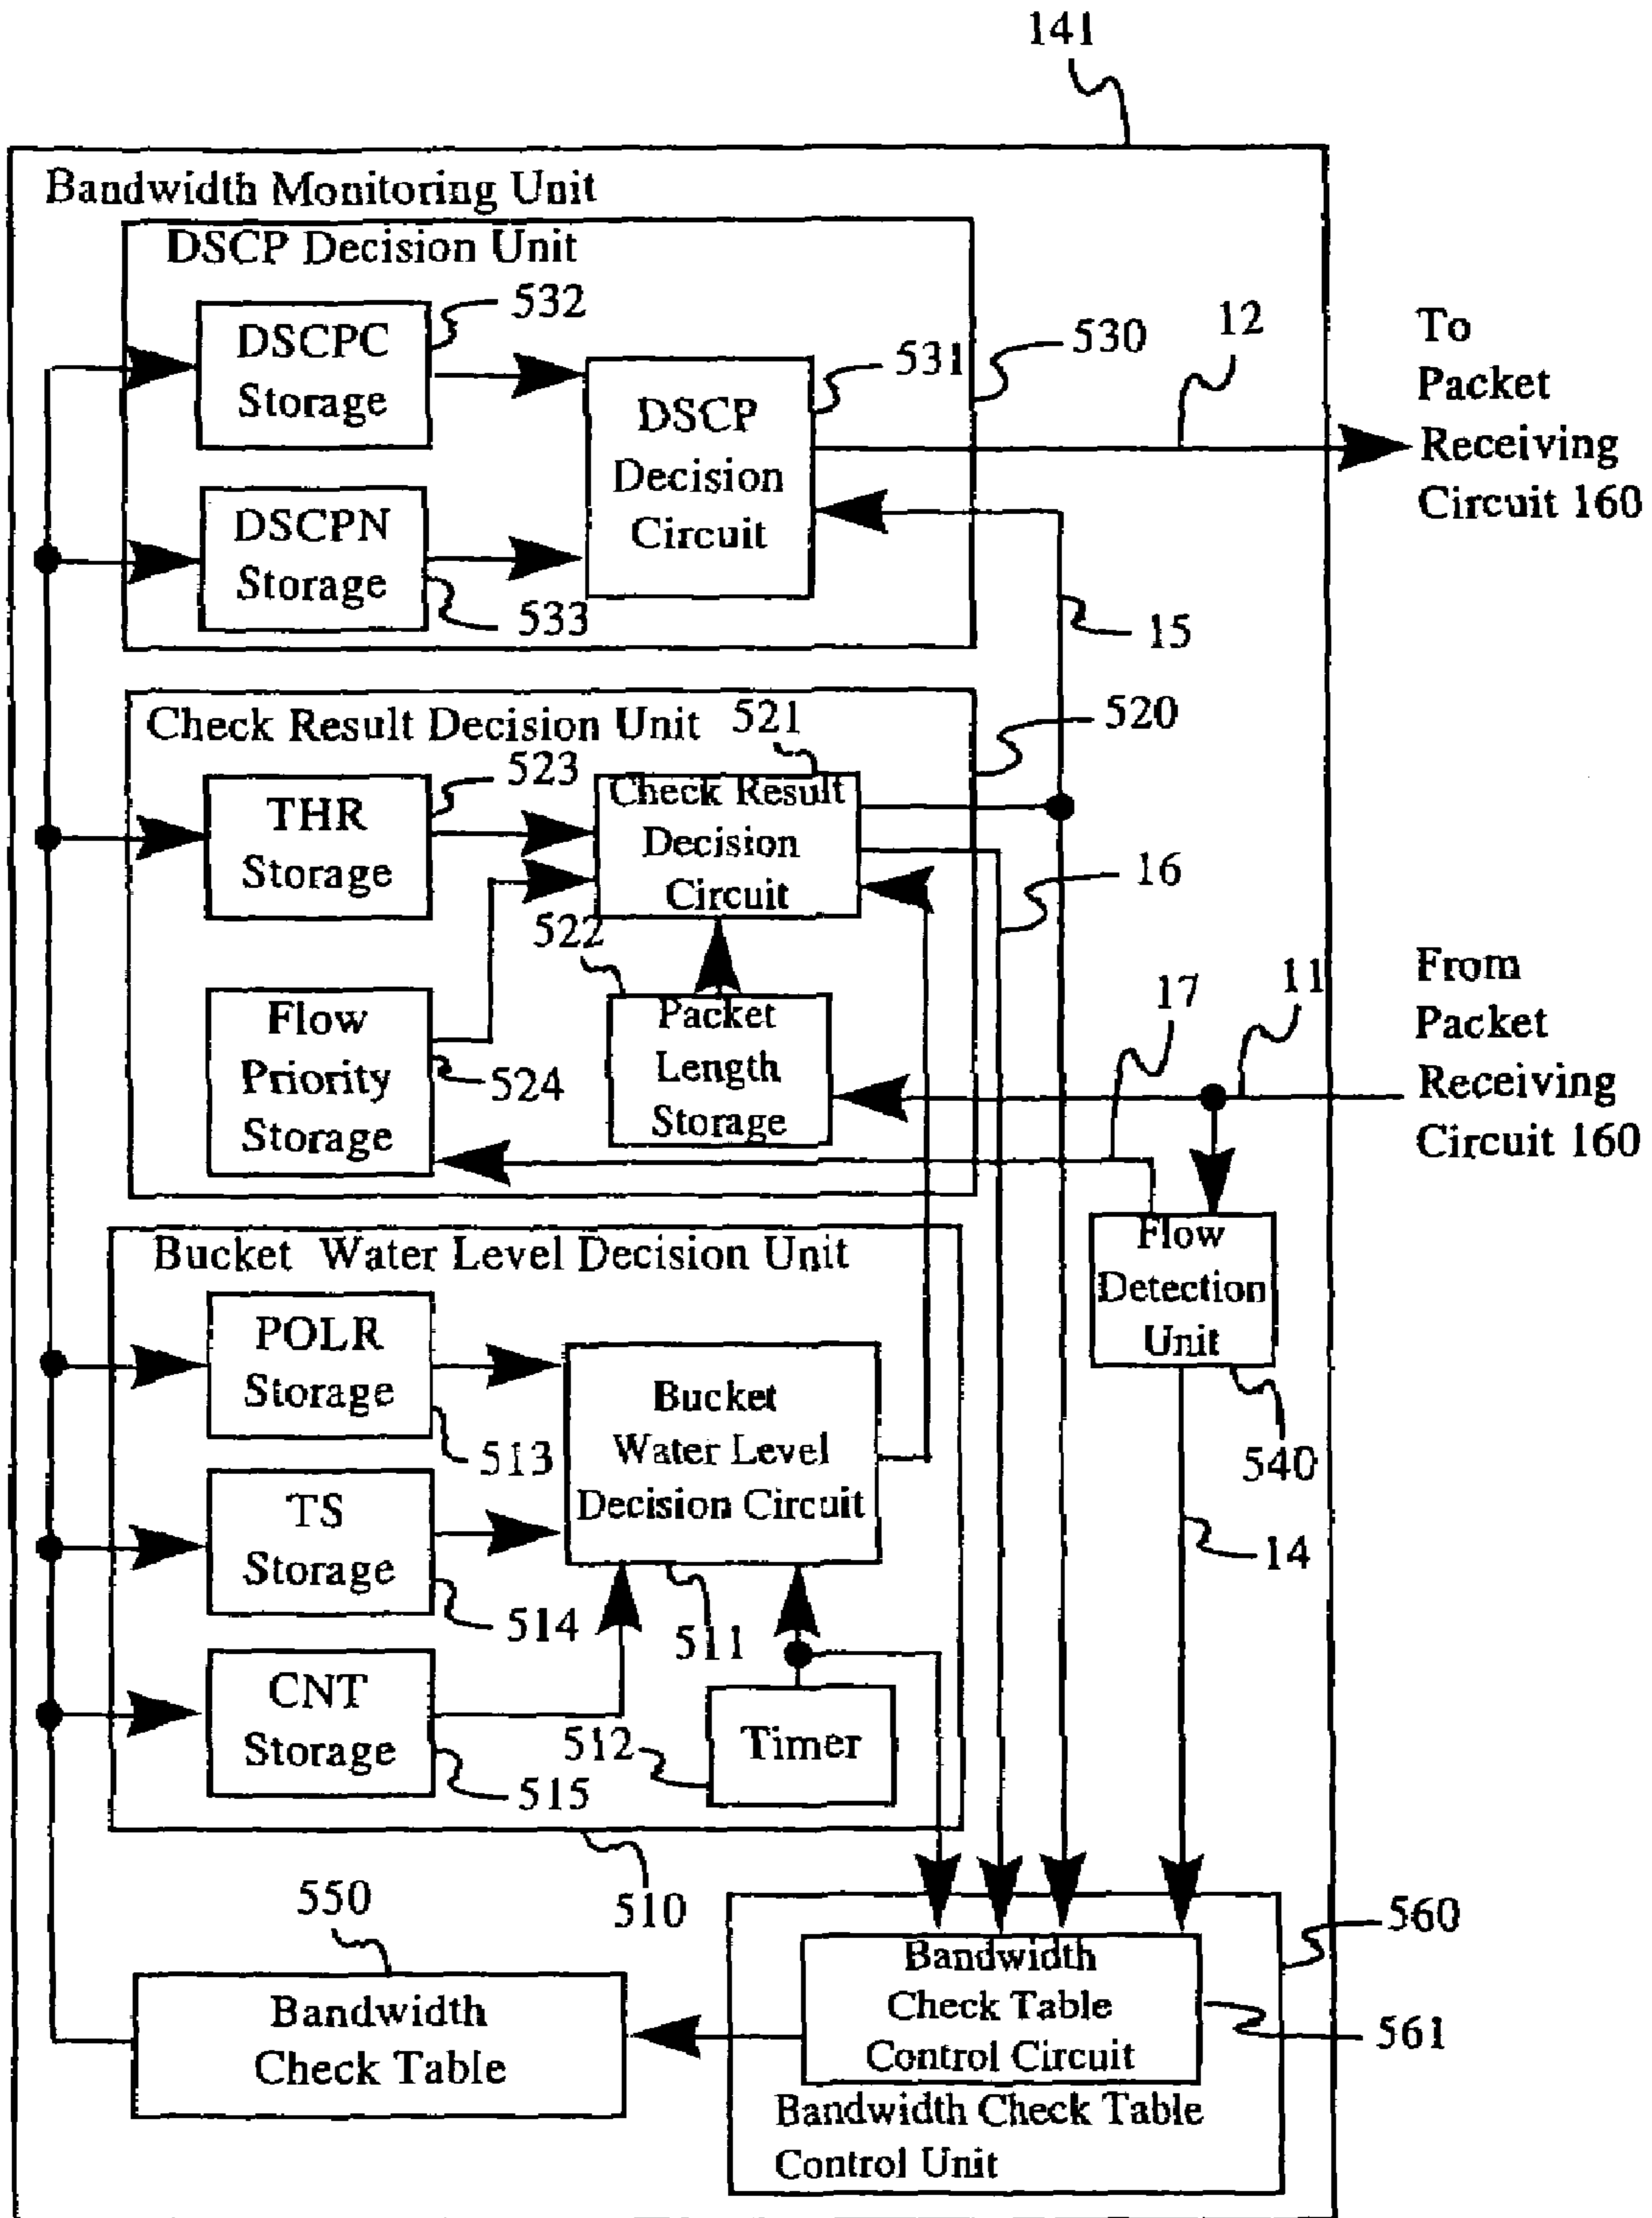 141
Bandwidth Monitoring Unit
DSCP Decision Unit
532
DSCPC
Storage
DSCP
Decision
Circuit
531
530
12
To
Packet
Receiving
Circuit 160
DSCPN
Storage
533
15
Check Result Decision Unit
521
520
523
THR
Storage
Check Result
Decision
Circuit
16
522
Flow
Priority
Storage
524
Packet
Length
Storage
17
11
From
Packet
Receiving
Circuit 160
Flow
Detection
Unit
540
14
Bucket Water Level Decision Unit
POLR
Storage
513
Bucket
Water Level
Decision Circuit
TS
Storage
514
511
CNT
Storage
515
512
Timer
510
550
Bandwidth
Check Table
560
Bandwidth
Check Table
Control Circuit
561
Bandwidth Check Table
Control Unit